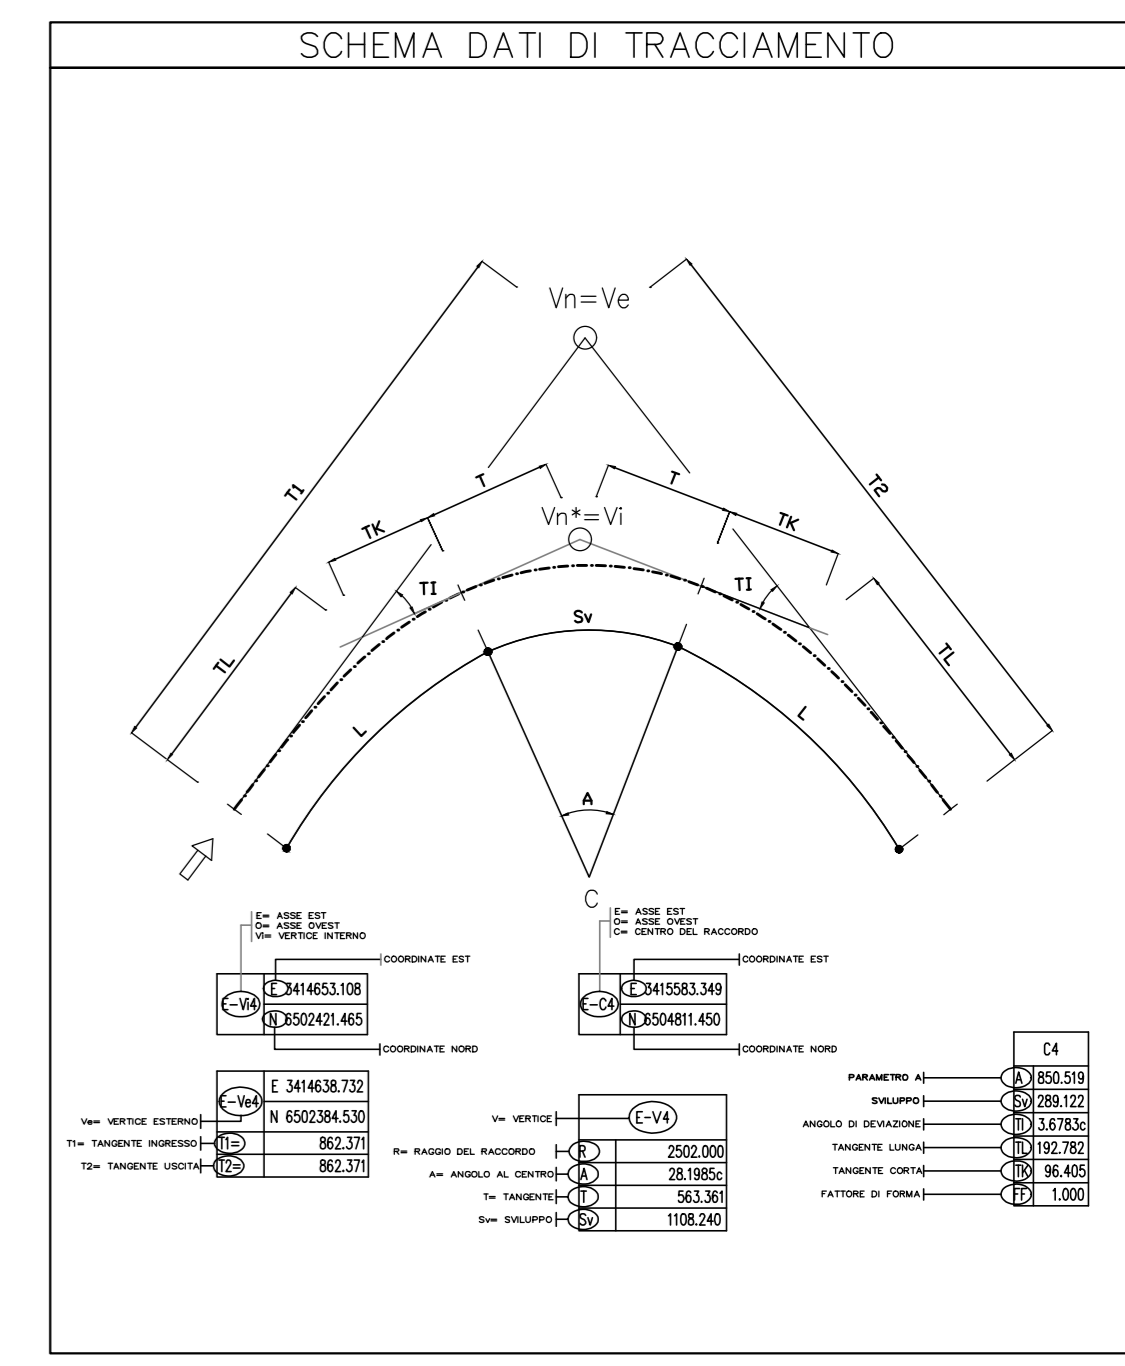 SCHEMA DATI DI TRACCIAMENTO
Vn=Ve
T1
T2
T
T
TK
TK
Vn*=Vi
TI
TI
Sv
TL
TL
L
L
A
C
E= ASSE EST
O= ASSE OVEST
Vi= VERTICE INTERNO
COORDINATE EST
E-Vi4
E 3414653.108
N 6502421.465
COORDINATE NORD
E= ASSE EST
O= ASSE OVEST
C= CENTRO DEL RACCORDO
COORDINATE EST
E-C4
E 3415583.349
N 6504811.450
COORDINATE NORD
E-Ve4
E 3414638.732
N 6502384.530
Ve= VERTICE ESTERNO
T1= TANGENTE INGRESSO T1= 862.371
T2= TANGENTE USCITA T2= 862.371
V= VERTICE E-V4
R= RAGGIO DEL RACCORDO R 2502.000
A= ANGOLO AL CENTRO A 28.1985c
T= TANGENTE T 563.361
Sv= SVILUPPO Sv 1108.240
C4
PARAMETRO A A 850.519
SVILUPPO Sv 289.122
ANGOLO DI DEVIAZIONE TI 3.6783c
TANGENTE LUNGA TL 192.782
TANGENTE CORTA TK 96.405
FATTORE DI FORMA FF 1.000